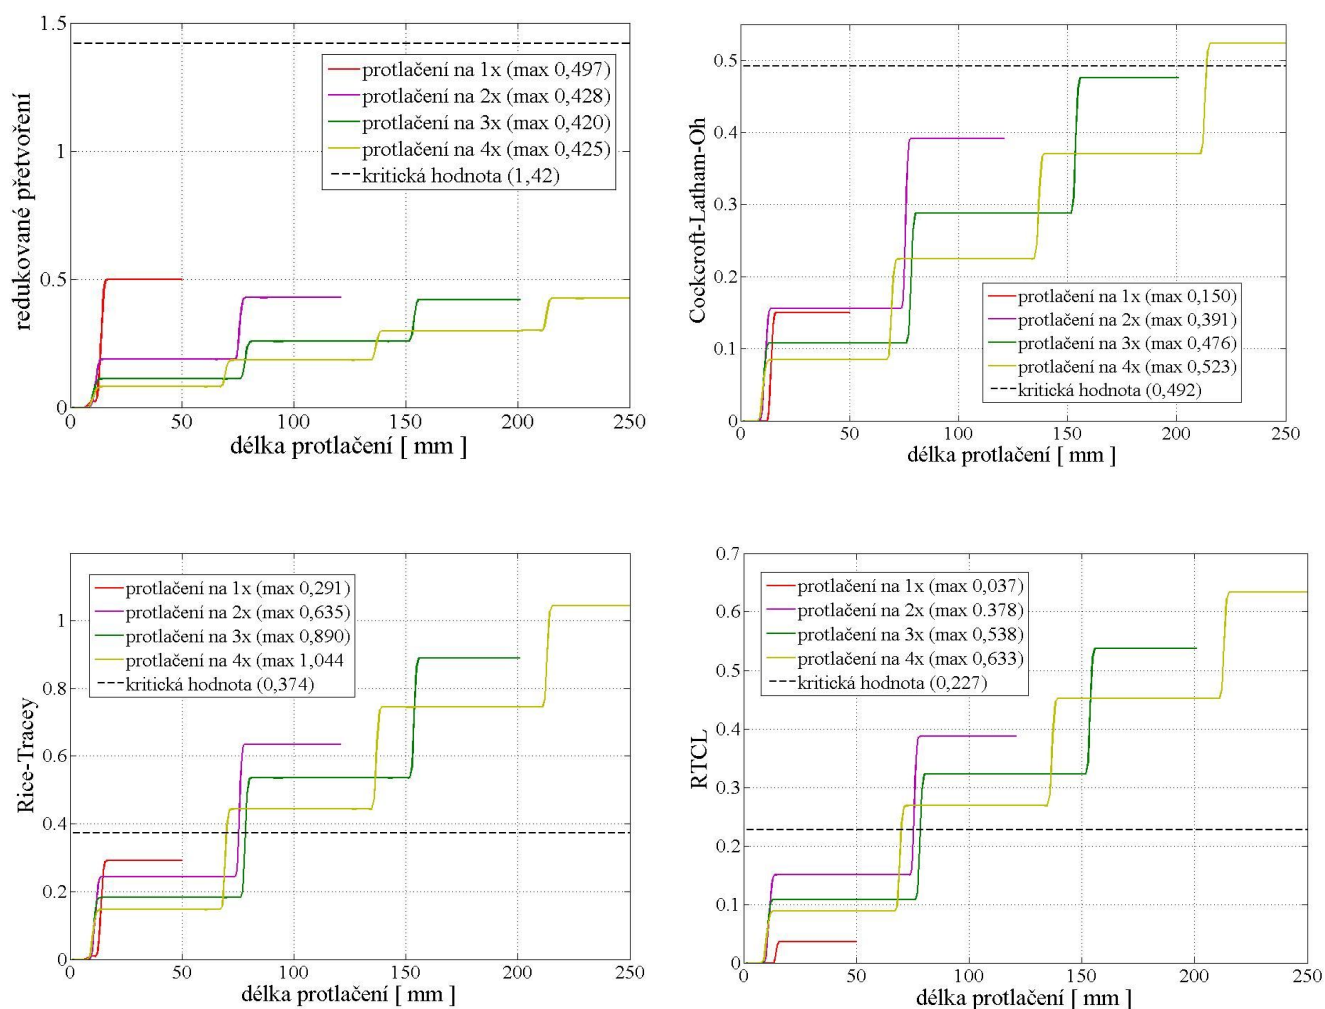 1.5
1
0.5
0
redukované přetvoření
protlačení na 1x (max 0,497)
protlačení na 2x (max 0,428)
protlačení na 3x (max 0,420)
protlačení na 4x (max 0,425)
kritická hodnota (1,42)
0 50 100 150 200 250
délka protlačení [ mm ]
0.5
0.4
0.3
0.2
0.1
0
Cockcroft-Latham-Oh
protlačení na 1x (max 0,150)
protlačení na 2x (max 0,391)
protlačení na 3x (max 0,476)
protlačení na 4x (max 0,523)
kritická hodnota (0,492)
0 50 100 150 200 250
délka protlačení [ mm ]
1
0.8
0.6
0.4
0.2
0
Rice-Tracey
protlačení na 1x (max 0,291)
protlačení na 2x (max 0,635)
protlačení na 3x (max 0,890)
protlačení na 4x (max 1,044
kritická hodnota (0,374)
0 50 100 150 200 250
délka protlačení [ mm ]
0.7
0.6
0.5
0.4
0.3
0.2
0.1
0
RTCL
protlačení na 1x (max 0,037)
protlačení na 2x (max 0.378)
protlačení na 3x (max 0,538)
protlačení na 4x (max 0,633)
kritická hodnota (0,227)
0 50 100 150 200 250
délka protlačení [ mm ]